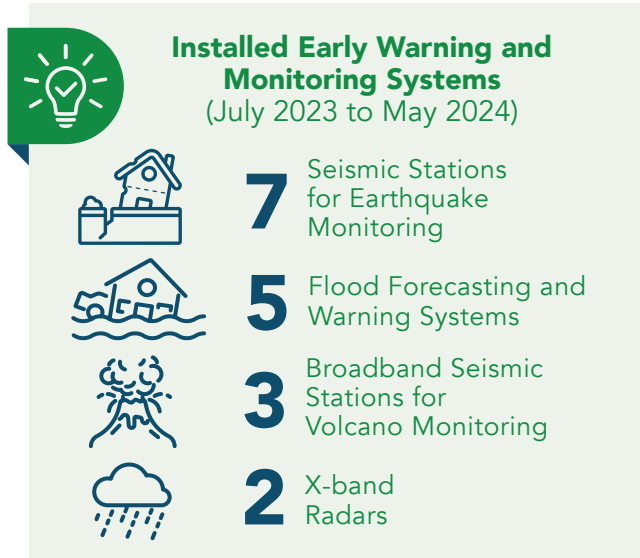 Installed Early Warning and
Monitoring Systems
(July 2023 to May 2024)
7
Seismic Stations
for Earthquake
Monitoring
5
Flood Forecasting and
Warning Systems
3
Broadband Seismic
Stations for
Volcano Monitoring
2
X-band
Radars